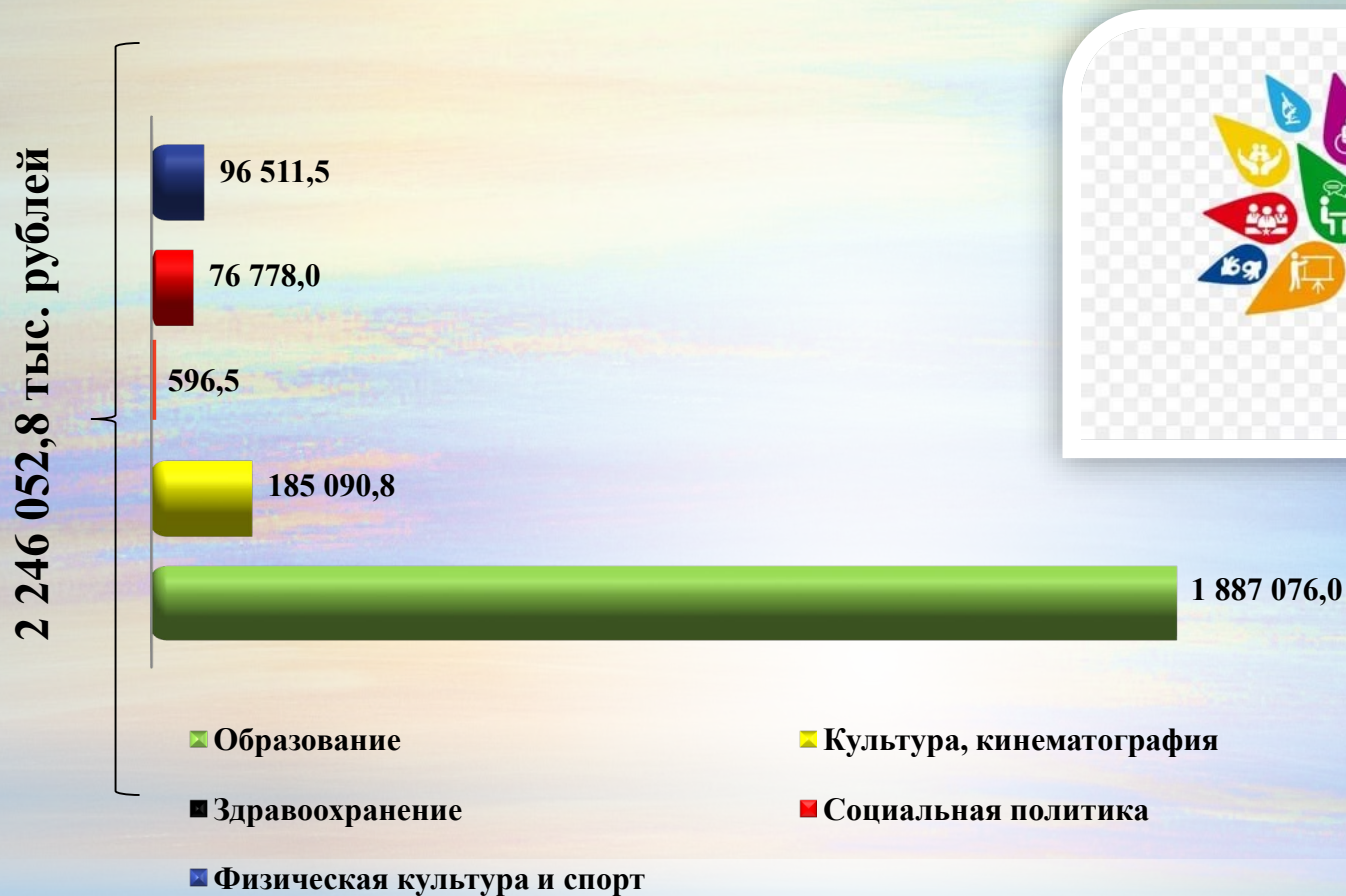 2 246 052,8 тыс. рублей
96 511,5
76 778,0
596,5
185 090,8
1 887 076,0
Образование
Культура, кинематография
Здравоохранение
Социальная политика
Физическая культура и спорт